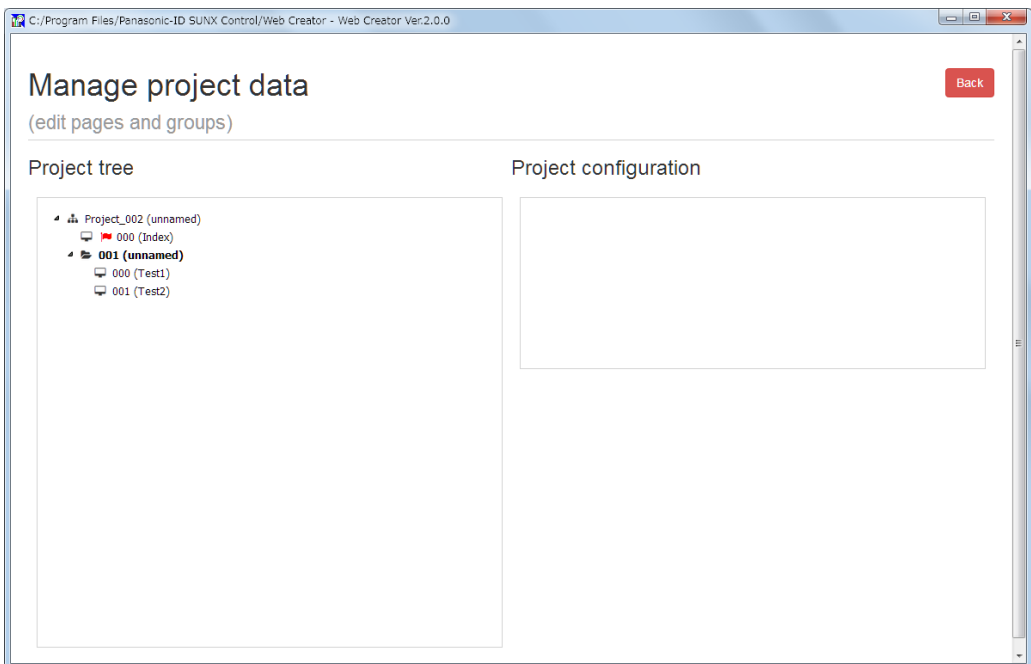 C:/Program Files/Panasonic-ID SUNX Control/Web Creator - Web Creator Ver.2.0.0
Manage project data
Back
(edit pages and groups)
Project tree
Project configuration
Project_002 (unnamed)
000 (Index)
001 (unnamed)
000 (Test1)
001 (Test2)